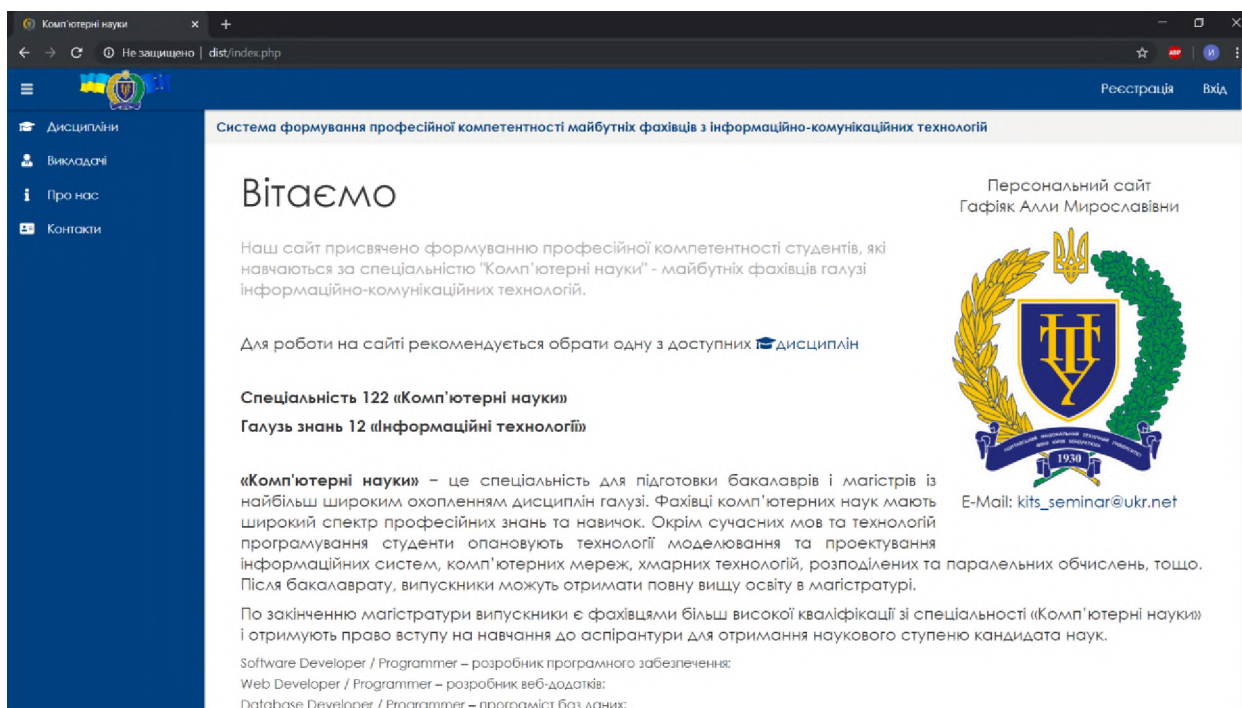 Комп'ютерні науки
Не защищено | dist/index.php
ABP
И
Реєстрація Вхід
Дисципліни
Викладачі
Про нас
Контакти
Система формування професійної компетентності майбутніх фахівців з інформаційно-комунікаційних технологій
Вітаємо
Наш сайт присвячено формуванню професійної компетентності студентів, які
навчаються за спеціальністю "Комп'ютерні науки" - майбутніх фахівців галузі
інформаційно-комунікаційних технологій.
Для роботи на сайті рекомендується обрати одну з доступних дисциплін
Спеціальність 122 «Комп'ютерні науки»
Галузь знань 12 «Інформаційні технології»
Персональний сайт
Гафіяк Алли Мирославівни
1930
E-Mail: kits_seminar@ukr.net
«Комп'ютерні науки» – це спеціальність для підготовки бакалаврів і магістрів із
найбільш широким охопленням дисциплін галузі. Фахівці комп'ютерних наук мають
широкий спектр професійних знань та навичок. Окрім сучасних мов та технологій
програмування студенти опановують технології моделювання та проектування
інформаційних систем, комп'ютерних мереж, хмарних технологій, розподілених та паралельних обчислень, тощо.
Після бакалаврату, випускники можуть отримати повну вищу освіту в магістратурі.
По закінченню магістратури випускники є фахівцями більш високої кваліфікації зі спеціальності «Комп'ютерні науки»
і отримують право вступу на навчання до аспірантури для отримання наукового ступеню кандидата наук.
Software Developer / Programmer – розробник програмного забезпечення;
Web Developer / Programmer – розробник веб-додатків;
Database Developer / Programmer – програміст баз даних;